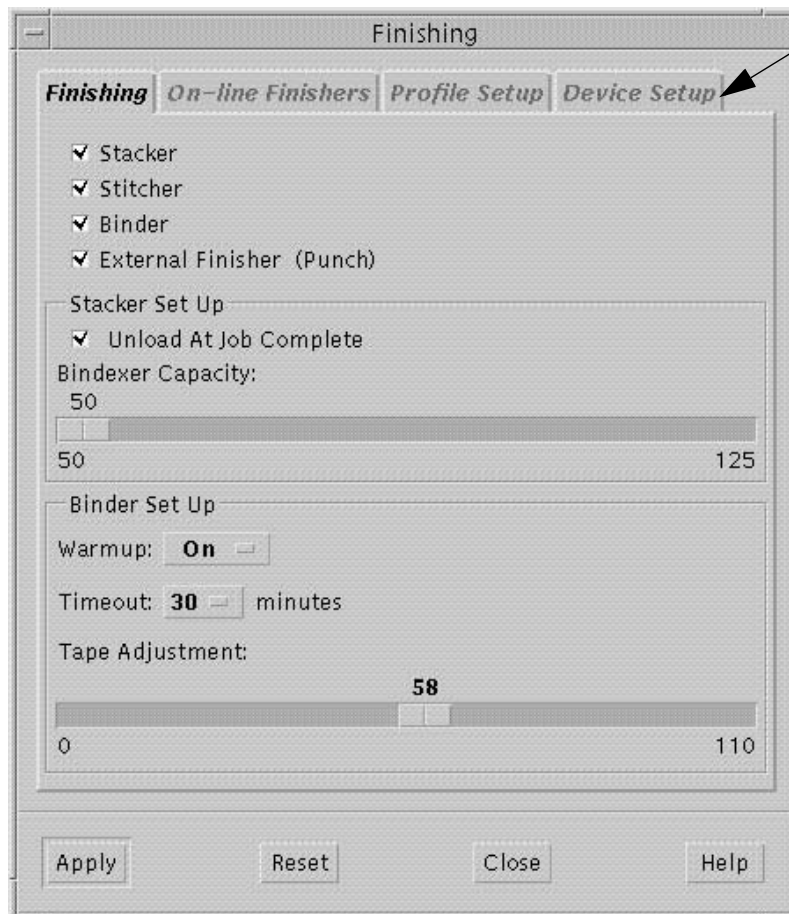 Finishing
Finishing On-line Finishers Profile Setup Device Setup
Stacker
Stitcher
Binder
External Finisher (Punch)
Stacker Set Up
Unload At Job Complete
Bindexer Capacity:
50
50 125
Binder Set Up
Warmup: On
Timeout: 30 minutes
Tape Adjustment:
58
0 110
Apply Reset Close Help